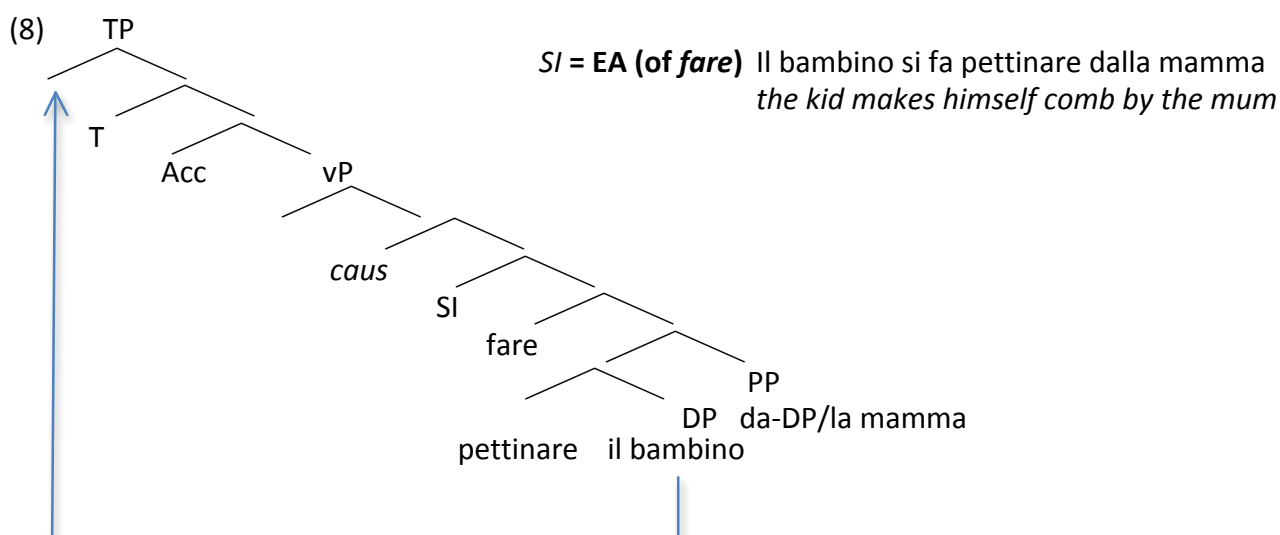 (8) TP
SI = EA (of fare) Il bambino si fa pettinare dalla mamma
the kid makes himself comb by the mum
T
Acc vP
caus
SI
fare
PP
DP da-DP/la mamma
pettinare il bambino